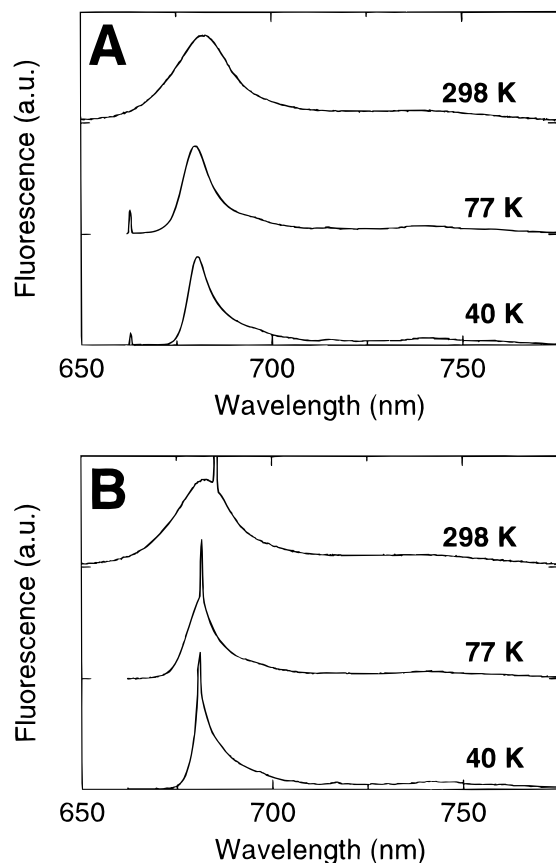 A
298 K
77 K
40 K
Fluorescence (a.u.)
650 700 750
Wavelength (nm)
B
298 K
77 K
40 K
Fluorescence (a.u.)
650 700 750
Wavelength (nm)